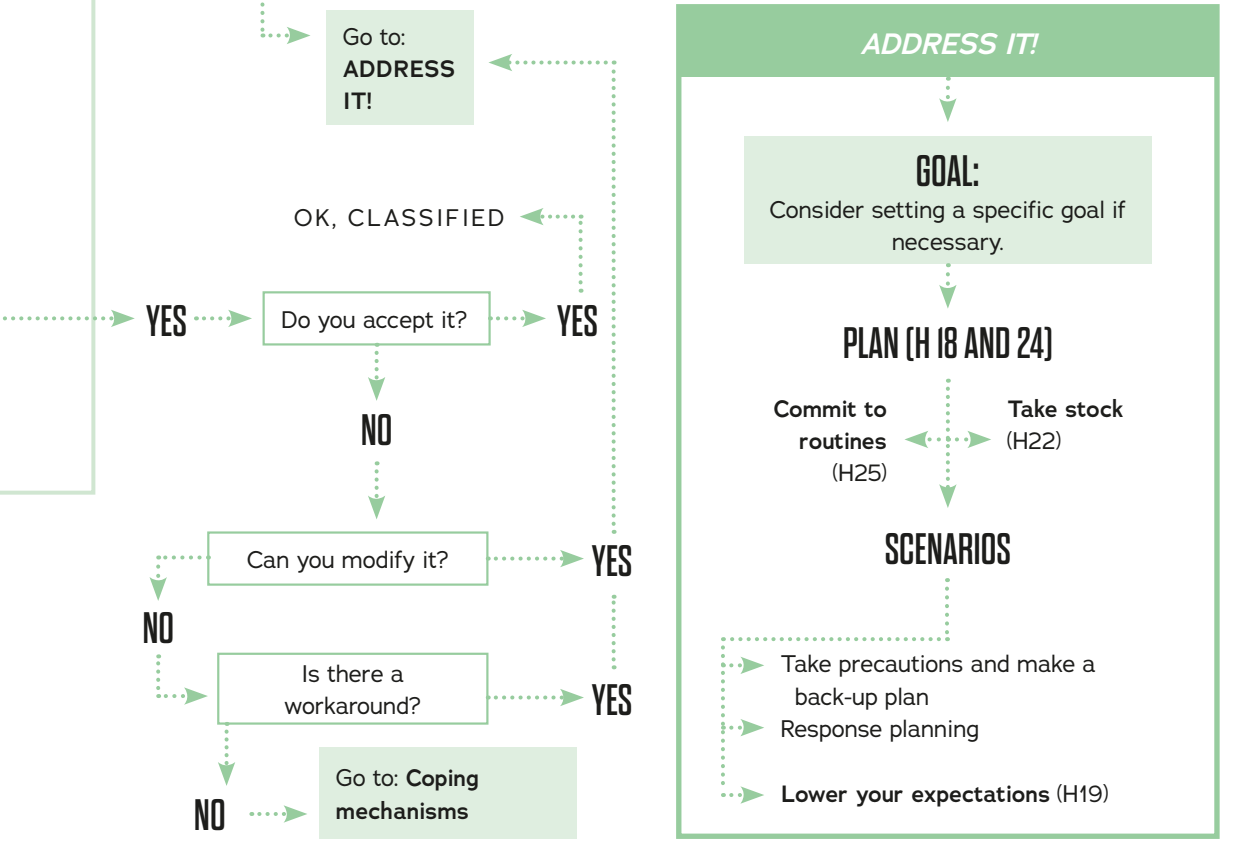 Go to:
ADDRESS
IT!
OK, CLASSIFIED
YES
Do you accept it?
YES
NO
Can you modify it?
YES
NO
Is there a
workaround?
YES
NO
Go to: Coping
mechanisms
ADDRESS IT!
GOAL:
Consider setting a specific goal if
necessary.
PLAN (H 18 AND 24)
Commit to
routines
(H25)
Take stock
(H22)
SCENARIOS
Take precautions and make a
back-up plan
Response planning
Lower your expectations (H19)